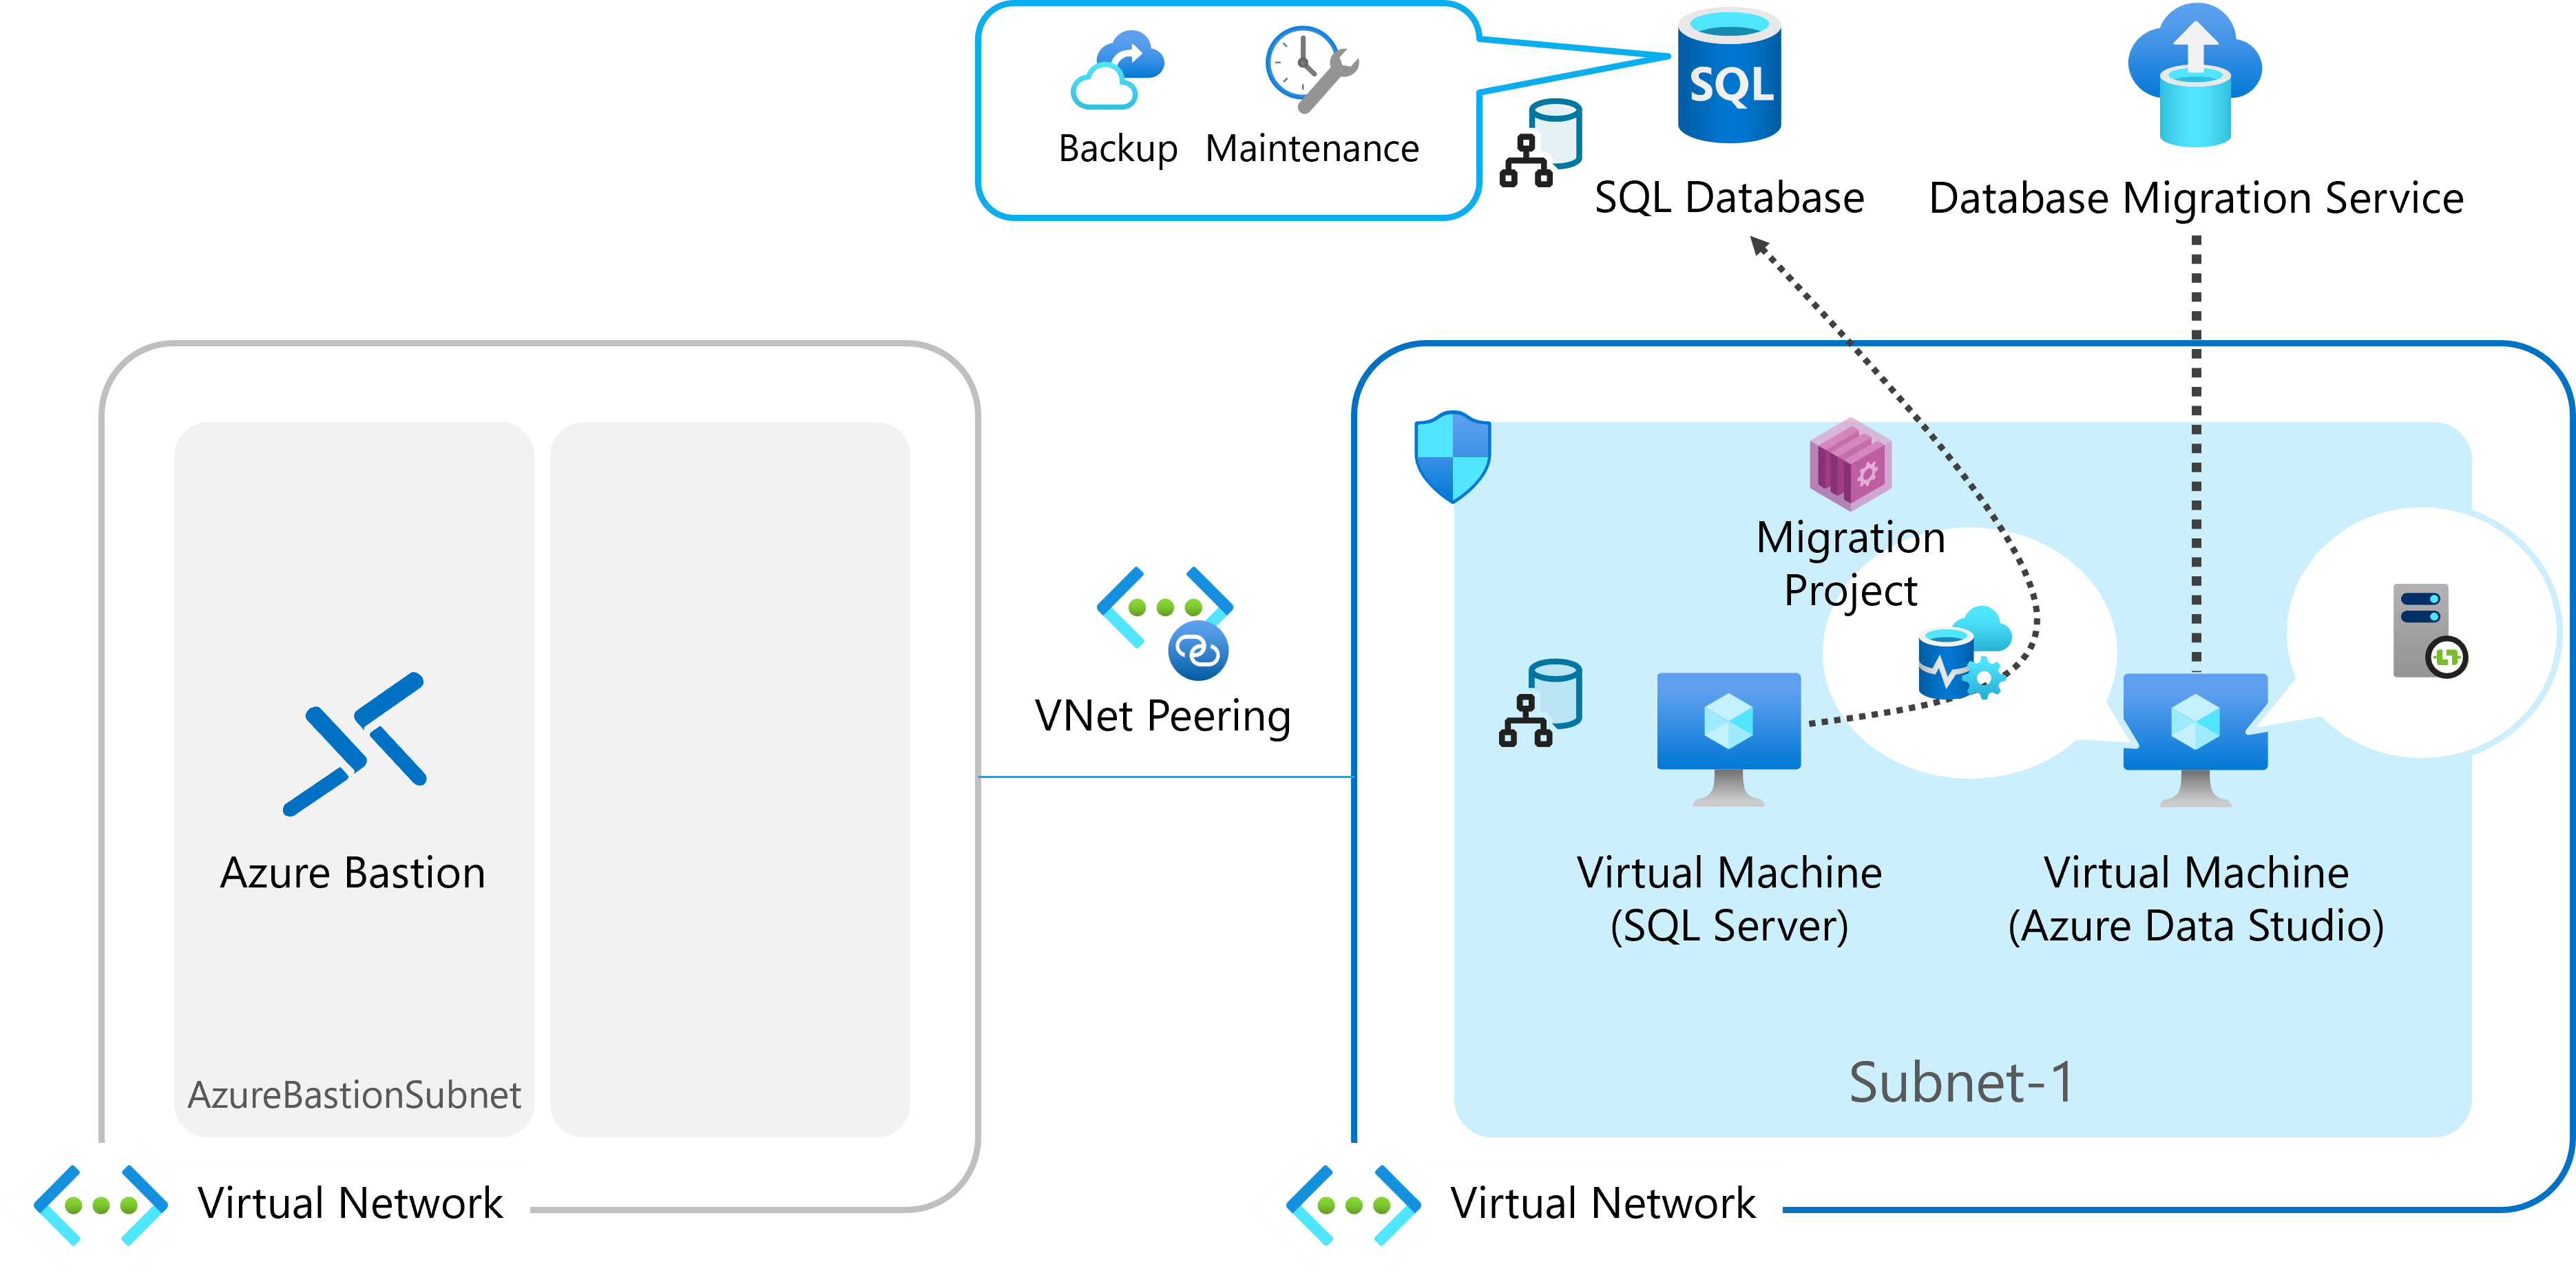 Backup
Maintenance
SQL
SQL Database
Database Migration Service
Migration
Project
VNet Peering
Azure Bastion
Virtual Machine
(SQL Server)
Virtual Machine
(Azure Data Studio)
AzureBastionSubnet
Subnet-1
Virtual Network
Virtual Network